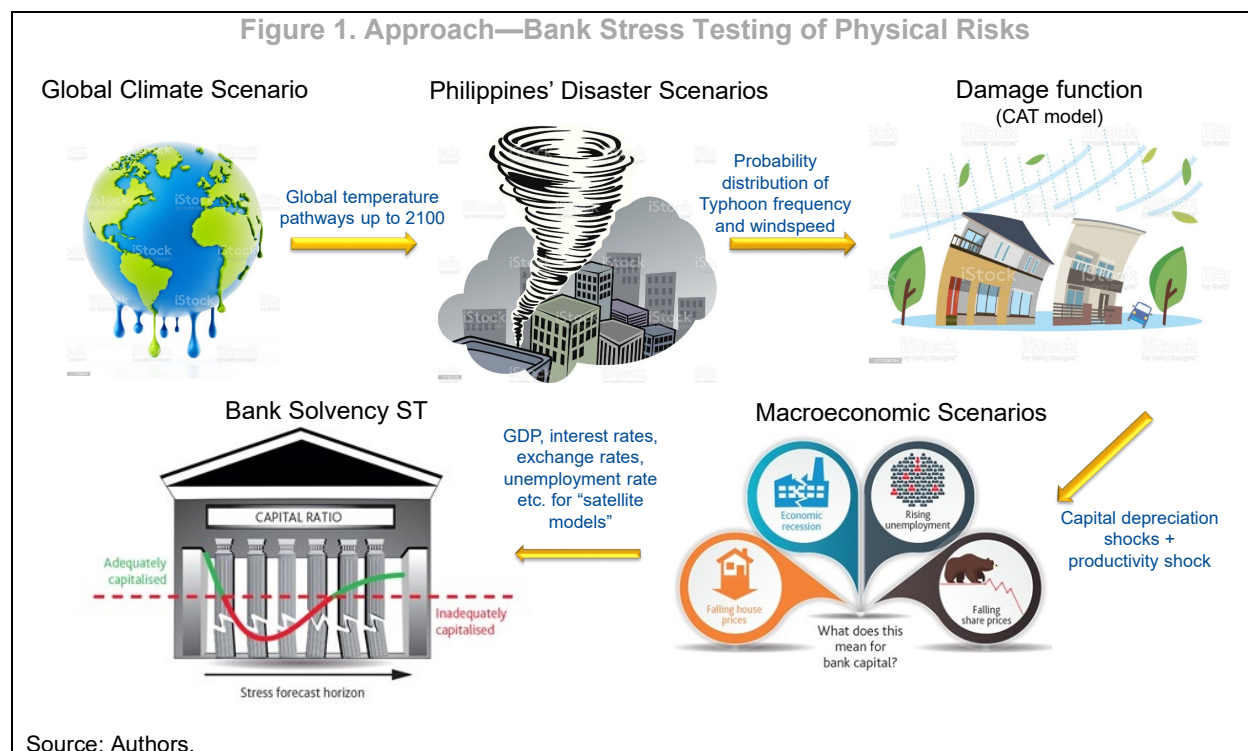 Figure 1. Approach—Bank Stress Testing of Physical Risks
Global Climate Scenario
Global temperature
pathways up to 2100
Philippines’ Disaster Scenarios
Probability
distribution of
Typhoon frequency
and windspeed
Damage function
(CAT model)
iStock
iStock
iStock
Capital depreciation
shocks +
productivity shock
Macroeconomic Scenarios
Economic
recession
Rising
unemployment
Falling house
prices
Falling
share prices
What does this
mean for
bank capital?
GDP, interest rates,
exchange rates,
unemployment rate
etc. for “satellite
models”
Bank Solvency ST
CAPITAL RATIO
Adequately
capitalised
Inadequately
capitalised
Stress forecast horizon
Source: Authors.